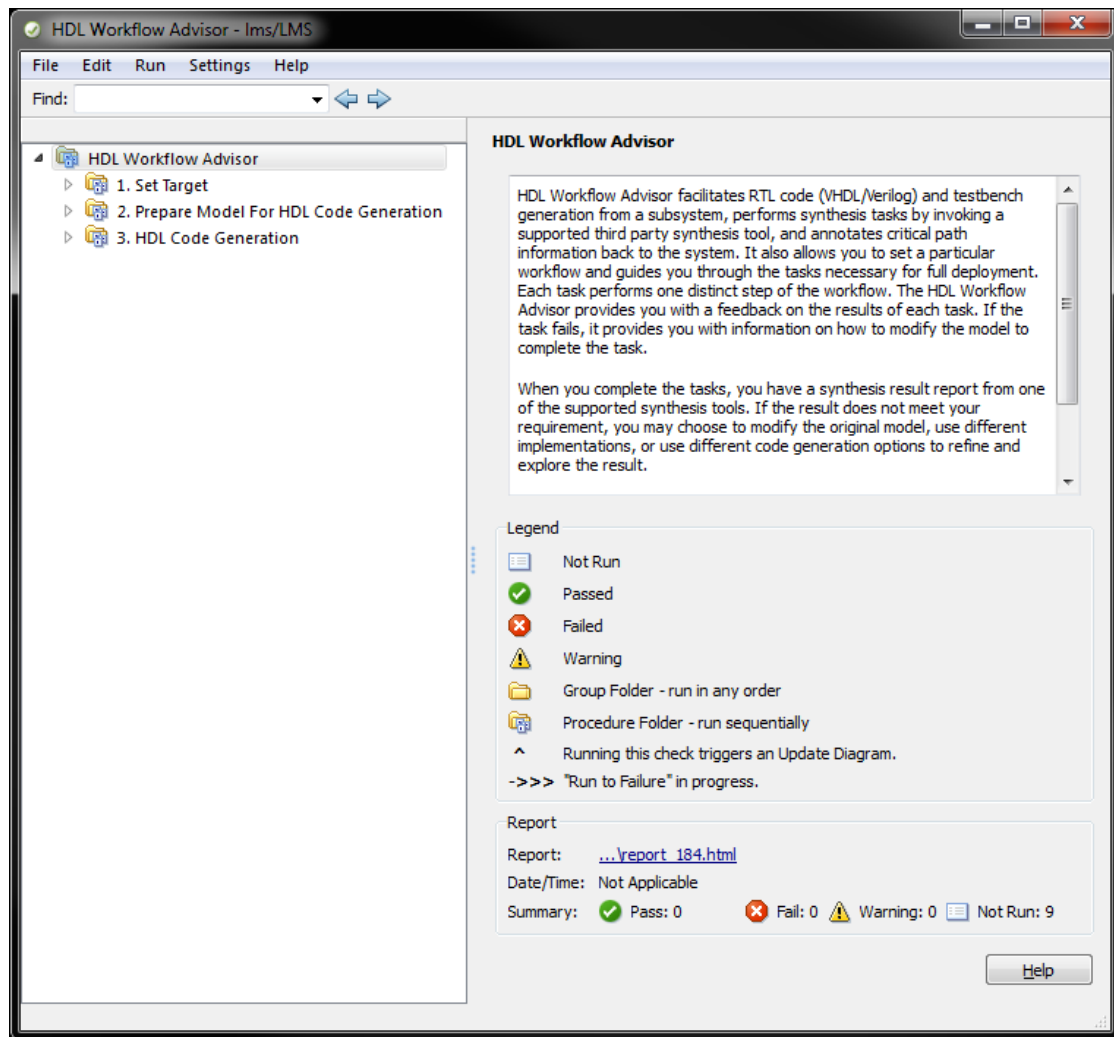 HDL Workflow Advisor - lms/LMS
File Edit Run Settings Help
Find:
HDL Workflow Advisor
1. Set Target
2. Prepare Model For HDL Code Generation
3. HDL Code Generation
HDL Workflow Advisor
HDL Workflow Advisor facilitates RTL code (VHDL/Verilog) and testbench
generation from a subsystem, performs synthesis tasks by invoking a
supported third party synthesis tool, and annotates critical path
information back to the system. It also allows you to set a particular
workflow and guides you through the tasks necessary for full deployment.
Each task performs one distinct step of the workflow. The HDL Workflow
Advisor provides you with a feedback on the results of each task. If the
task fails, it provides you with information on how to modify the model to
complete the task.
When you complete the tasks, you have a synthesis result report from one
of the supported synthesis tools. If the result does not meet your
requirement, you may choose to modify the original model, use different
implementations, or use different code generation options to refine and
explore the result.
Legend
Not Run
Passed
Failed
Warning
Group Folder - run in any order
Procedure Folder - run sequentially
^ Running this check triggers an Update Diagram.
->>> "Run to Failure" in progress.
Report
Report: ...\report_184.html
Date/Time: Not Applicable
Summary: Pass: 0 Fail: 0 Warning: 0 Not Run: 9
Help